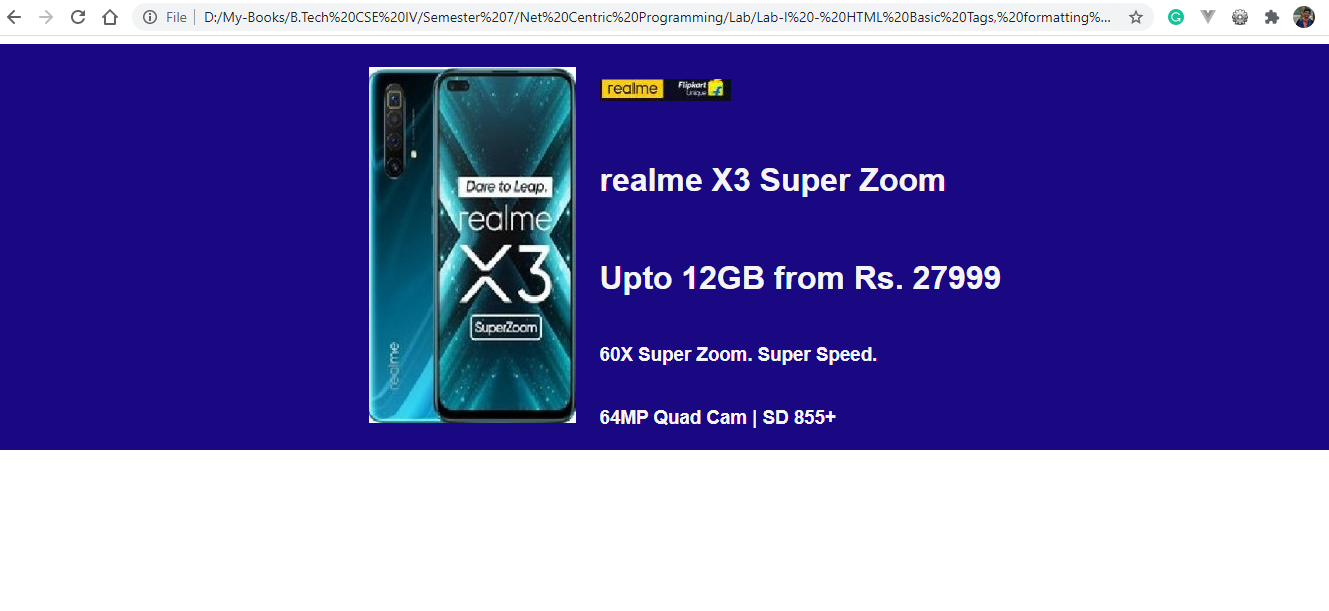 File
D:/My-Books/B.Tech%20CSE%20IV/Semester%207/Net%20Centric%20Programming/Lab/Lab-I%20-%20HTML%20Basic%20Tags,%20formatting%...
realme Flipkart Unique
Dare to Leap.
realme
X3
SuperZoom
realme
realme X3 Super Zoom
Upto 12GB from Rs. 27999
60X Super Zoom. Super Speed.
64MP Quad Cam | SD 855+